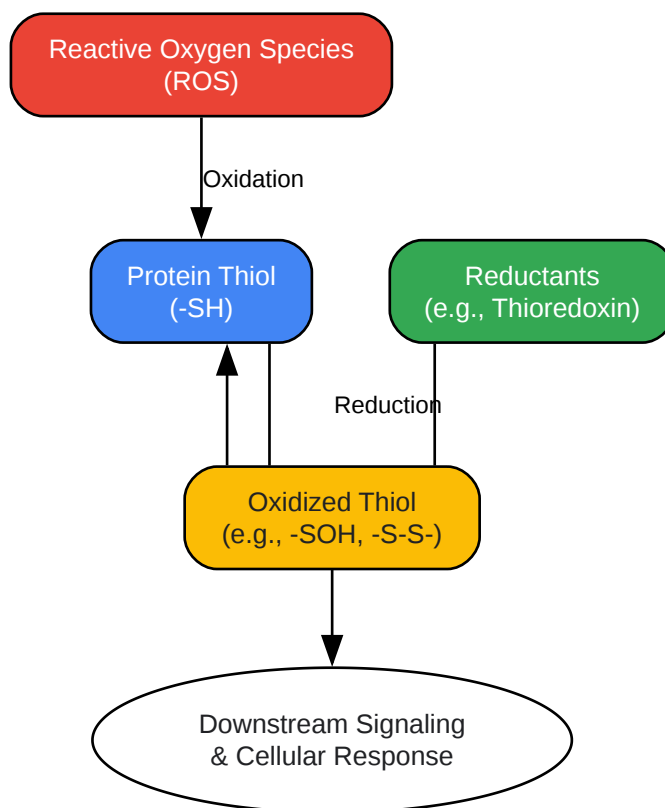 Reactive Oxygen Species
(ROS)
Oxidation
Protein Thiol
(-SH)
Reductants
(e.g., Thioredoxin)
Reduction
Oxidized Thiol
(e.g., -SOH, -S-S-)
Downstream Signaling
& Cellular Response